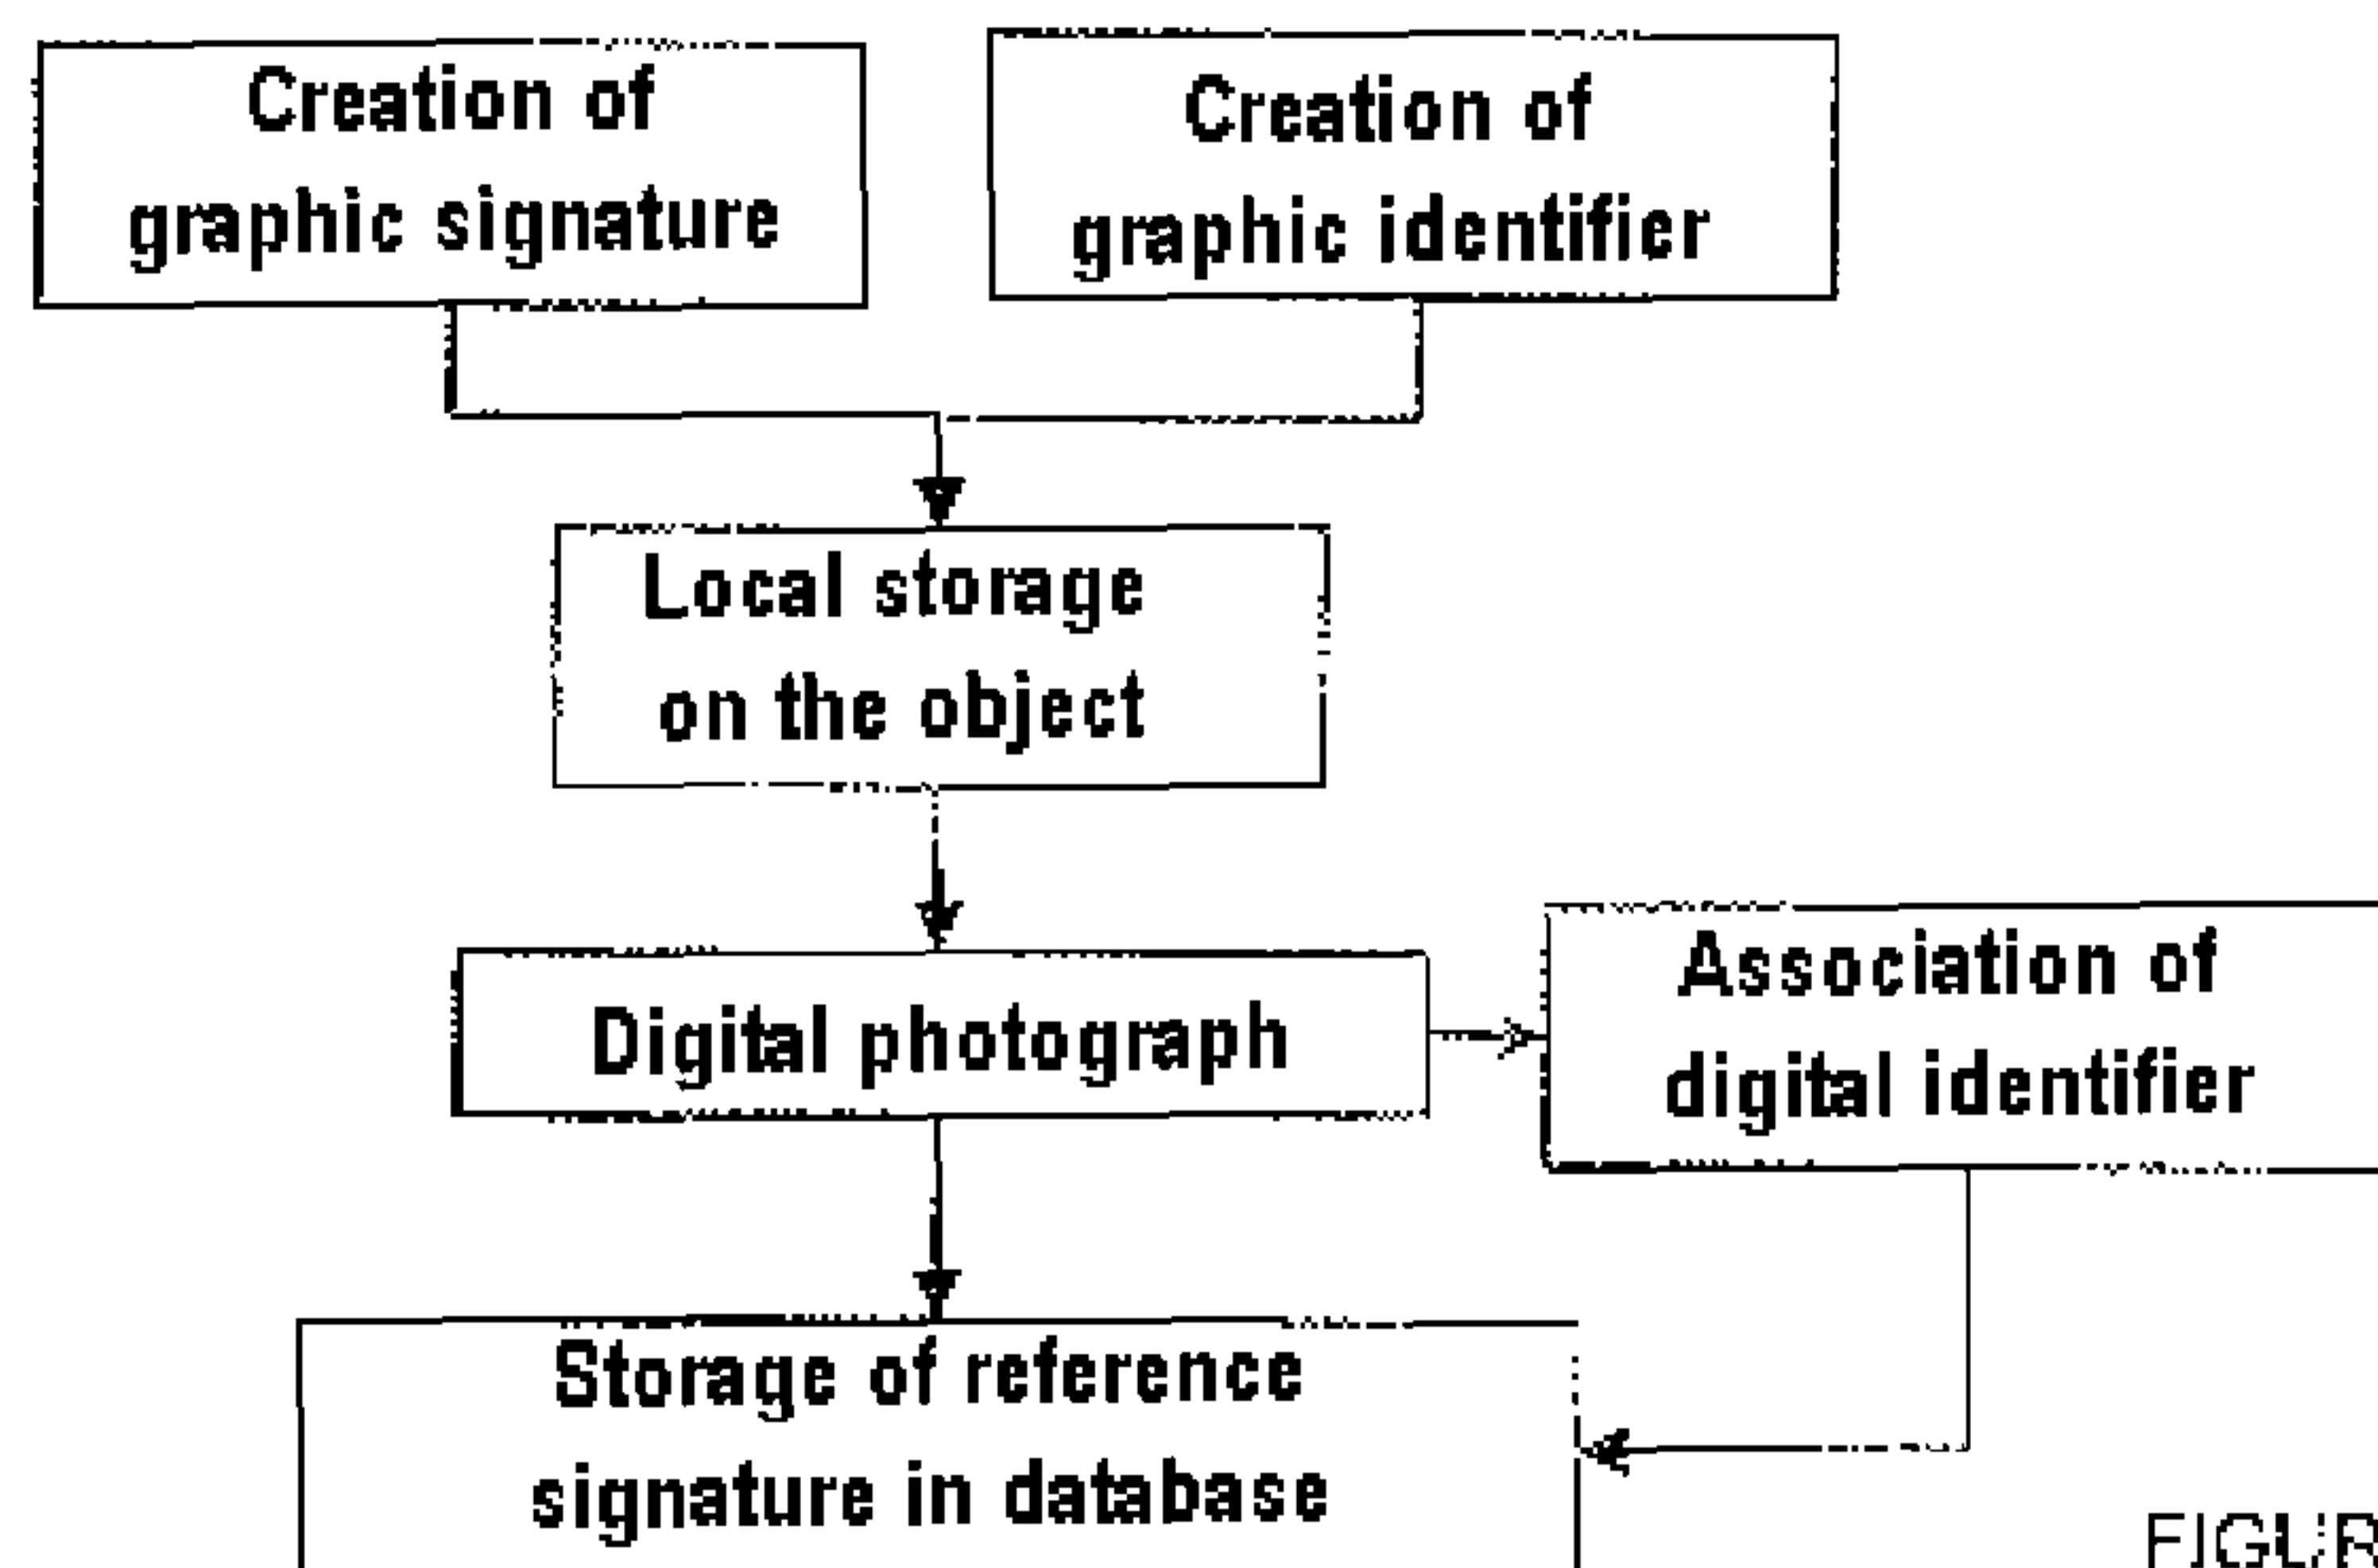 Creation of
graphic signature
Creation of
graphic identifier
Local storage
on the object
Digital photograph
Association of
digital identifier
Storage of reference
signature in database